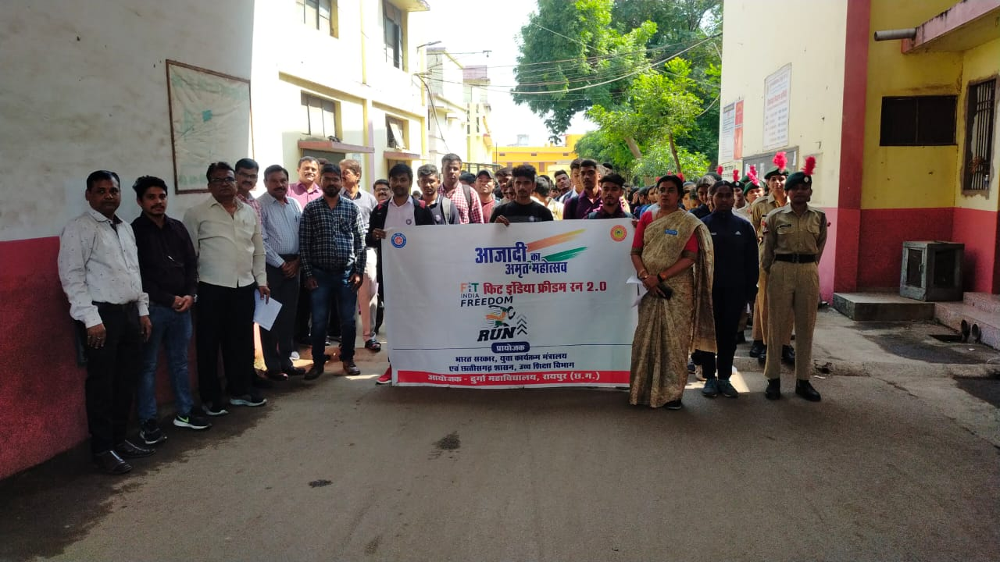 आजादी का
अमृत महोत्सव
FIT
INDIA
FREEDOM
RUN
फिट इंडिया फ्रीडम रन 2.0
प्रायोजक
भारत सरकार, युवा कार्यक्रम मंत्रालय
एवं छत्तीसगढ़ शासन, उच्च शिक्षा विभाग
आयोजक - दुर्गा महाविद्यालय, रायपुर (छ.ग.)